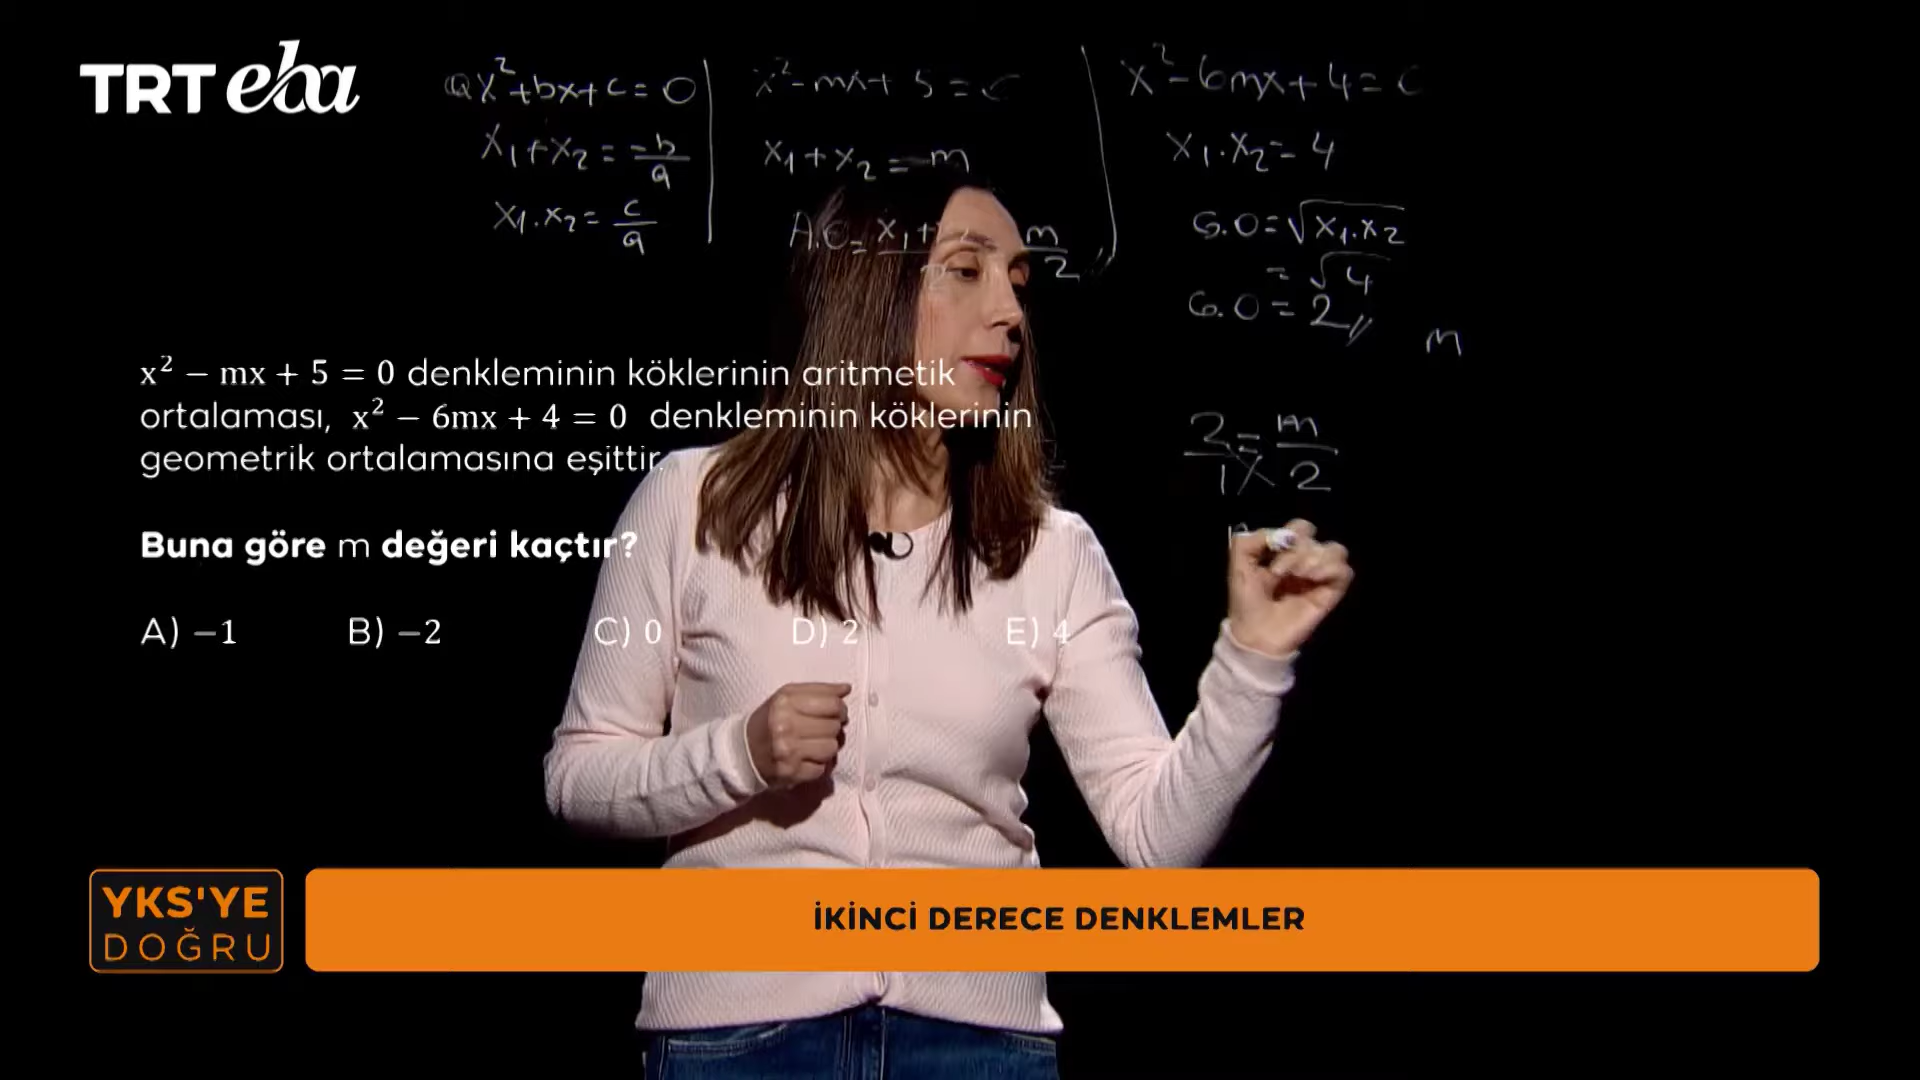 TRT eba
ax²+bx+c=0
x₁+x₂=-b/a
x₁.x₂=c/a
x²-mx+5=
x₁+x₂=m
A.O=x₁+ m/2
x²-6mx+4=
x₁.x₂=4
G.O=√x₁.x₂
=√4
G.O=2//
m
x² − mx + 5 = 0 denkleminin köklerinin aritmetik
ortalaması, x² − 6mx + 4 = 0 denkleminin köklerinin
geometrik ortalamasına eşittir.
2/1=m/2
Buna göre m değeri kaçtır?
A) −1 B) −2 C) 0 D) 2 E) 4
YKS'YE
DOĞRU
İKİNCİ DERECE DENKLEMLER